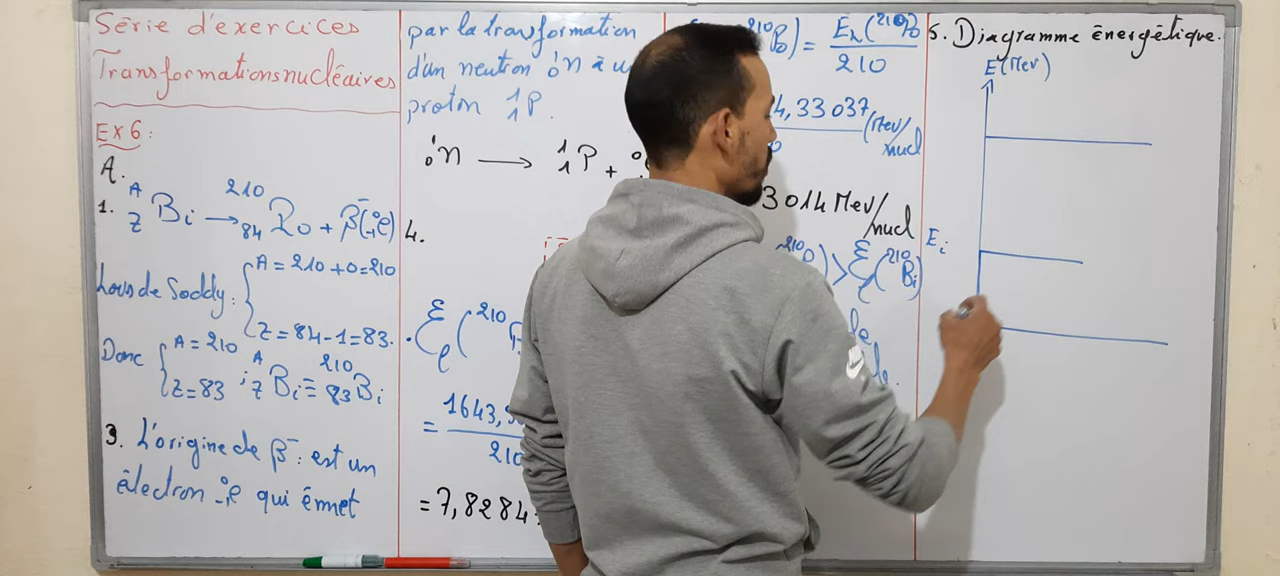 Série d'exercices
Transformations nucléaires
Ex 6:
A.
1. A Z Bi → 210 84 Po + β⁻(0 -1 e)
Lois de Soddy: { A = 210 + 0 = 210
Z = 84 - 1 = 83.
Donc { A = 210
Z = 83 ; A Z Bi ≡ 210 83 Bi
3. L'origine de β⁻: est un
électron 0 -1 e qui émet
par la transformation
d'un neutron 1 0 n à u
proton 1 1 P.
1 0 n → 1 1 P +
4.
. ξ ( 210
= 1643,
210
= 7,8284
210 Po) = El(210 Po
210
4,33037 (Mev/
nucl
3014 Mev/
nucl
) > ξ (210 Bi)
le
le.
5. Diagramme énergétique.
E (Mev)
Ei